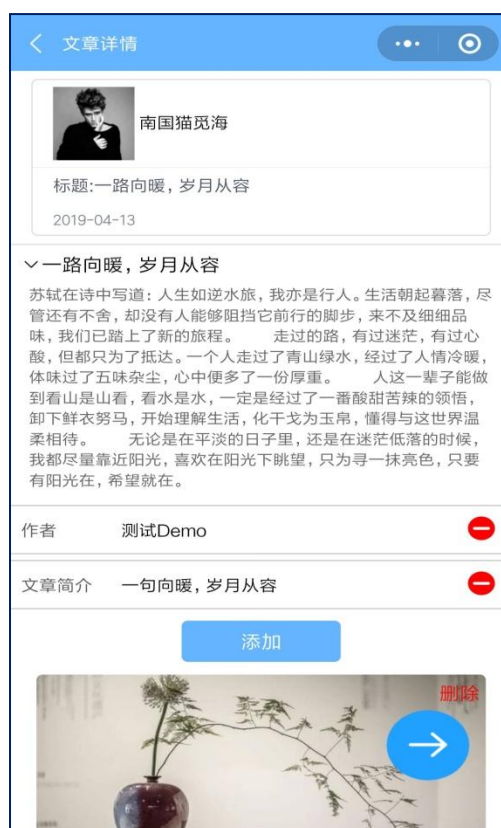 文章详情
南国猫觅海
标题:一路向暖，岁月从容
2019-04-13
一路向暖，岁月从容
苏轼在诗中写道：人生如逆水旅，我亦是行人。生活朝起暮落，尽
管还有不舍，却没有人能够阻挡它前行的脚步，来不及细细品
味，我们已踏上了新的旅程。 走过的路，有过迷茫，有过心
酸，但都只为了抵达。一个人走过了青山绿水，经过了人情冷暖，
体味过了五味杂尘，心中便多了一份厚重。 人这一辈子能做
到看山是山看，看水是水，一定是经过了一番酸甜苦辣的领悟，
卸下鲜衣努马，开始理解生活，化干戈为玉帛，懂得与这世界温
柔相待。 无论是在平淡的日子里，还是在迷茫低落的时候，
我都尽量靠近阳光，喜欢在阳光下眺望，只为寻一抹亮色，只要
有阳光在，希望就在。
作者 测试Demo
文章简介 一句向暖，岁月从容
添加
删除